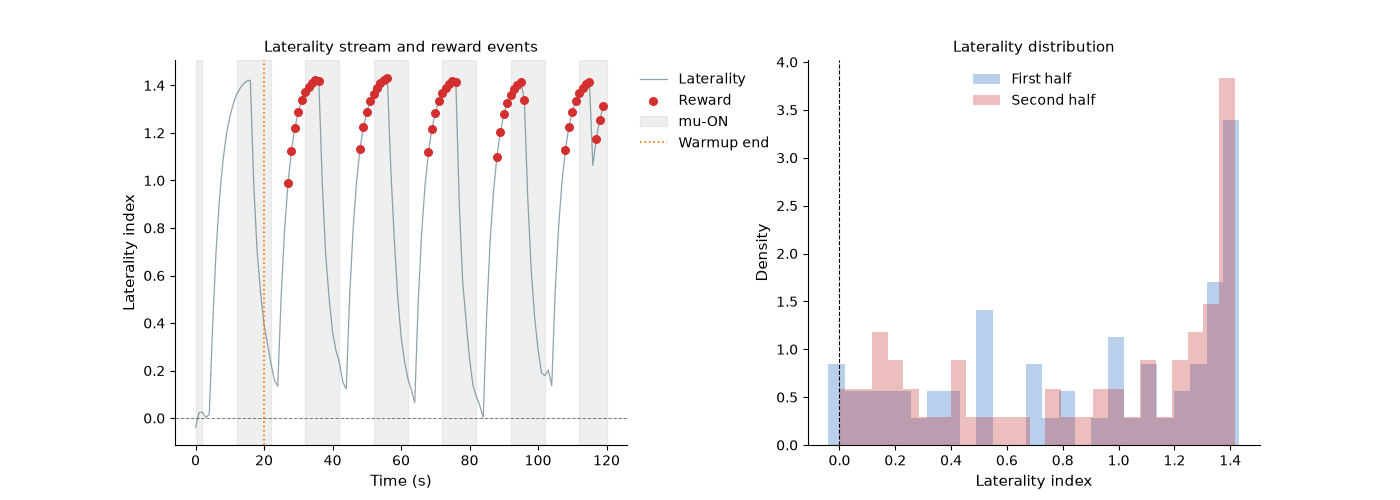 Laterality stream and reward events
Laterality index
1.4
1.2
1.0
0.8
0.6
0.4
0.2
0.0
0 20 40 60 80 100 120
Time (s)
Laterality
Reward
mu-ON
Warmup end
Laterality distribution
Density
4.0
3.5
3.0
2.5
2.0
1.5
1.0
0.5
0.0
First half
Second half
0.0 0.2 0.4 0.6 0.8 1.0 1.2 1.4
Laterality index